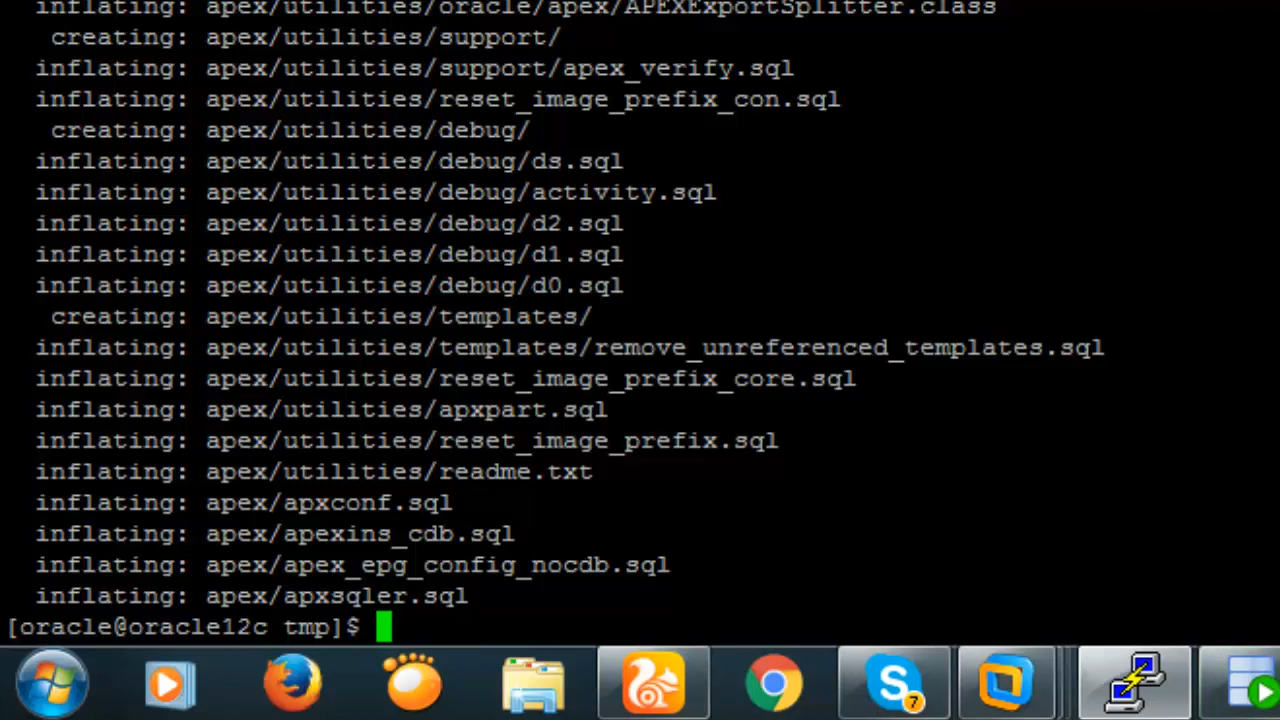 inflating: apex/utilities/oracle/apex/APEXExportSplitter.class
creating: apex/utilities/support/
inflating: apex/utilities/support/apex_verify.sql
inflating: apex/utilities/reset_image_prefix_con.sql
creating: apex/utilities/debug/
inflating: apex/utilities/debug/ds.sql
inflating: apex/utilities/debug/activity.sql
inflating: apex/utilities/debug/d2.sql
inflating: apex/utilities/debug/d1.sql
inflating: apex/utilities/debug/d0.sql
creating: apex/utilities/templates/
inflating: apex/utilities/templates/remove_unreferenced_templates.sql
inflating: apex/utilities/reset_image_prefix_core.sql
inflating: apex/utilities/apxpart.sql
inflating: apex/utilities/reset_image_prefix.sql
inflating: apex/utilities/readme.txt
inflating: apex/apxconf.sql
inflating: apex/apexins_cdb.sql
inflating: apex/apex_epg_config_nocdb.sql
inflating: apex/apxsqler.sql
[oracle@oracle12c tmp]$
S 7